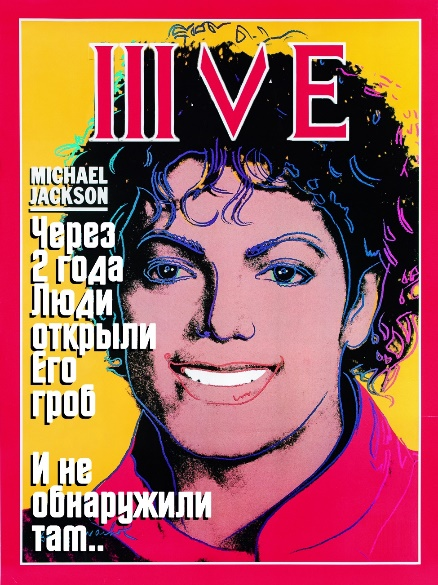 IIIVE
MICHAEL
JACKSON
Через
2 года
Люди
открыли
Его
гроб
И не
обнаружили
там..